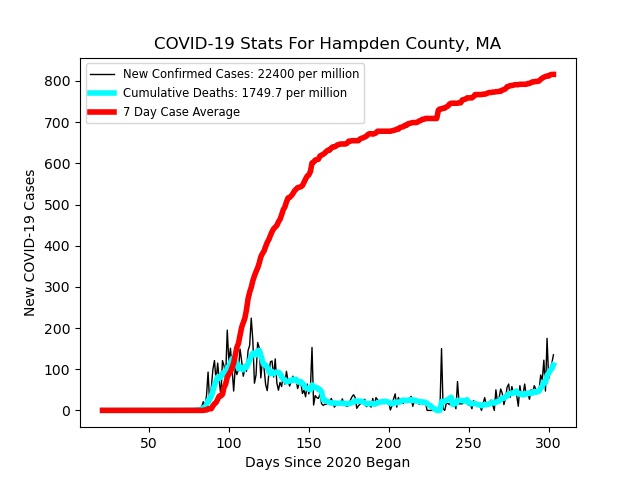 COVID-19 Stats For Hampden County, MA
New Confirmed Cases: 22400 per million
Cumulative Deaths: 1749.7 per million
7 Day Case Average
New COVID-19 Cases
800
700
600
500
400
300
200
100
0
50 100 150 200 250 300
Days Since 2020 Began